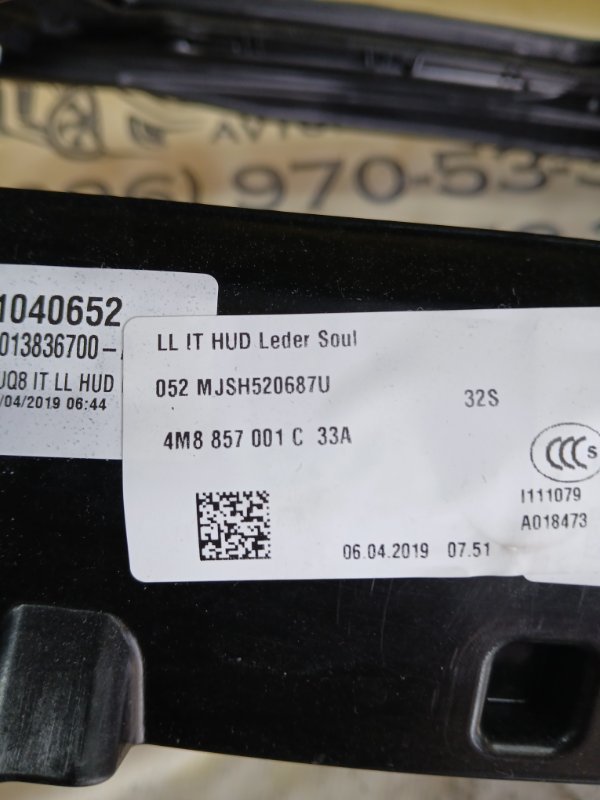 970-53-
1040652
013836700-
UQ8 IT LL HUD
/04/2019 06:44
LL IT HUD Leder Soul
052 MJSH520687U
32S
4M8 857 001 C 33A
CCC S
I111079
A018473
06.04.2019 07.51